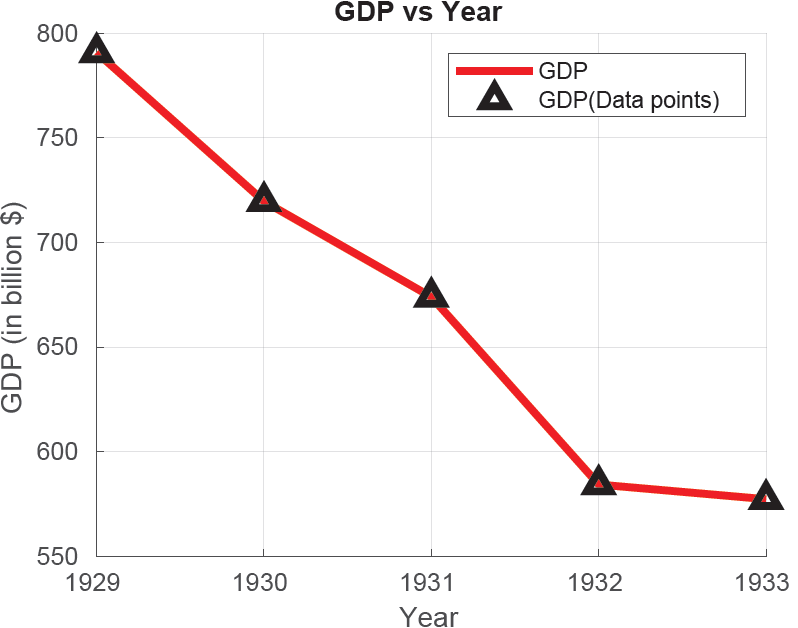 GDP vs Year
GDP
GDP(Data points)
GDP (in billion $)
800
750
700
650
600
550
1929 1930 1931 1932 1933
Year